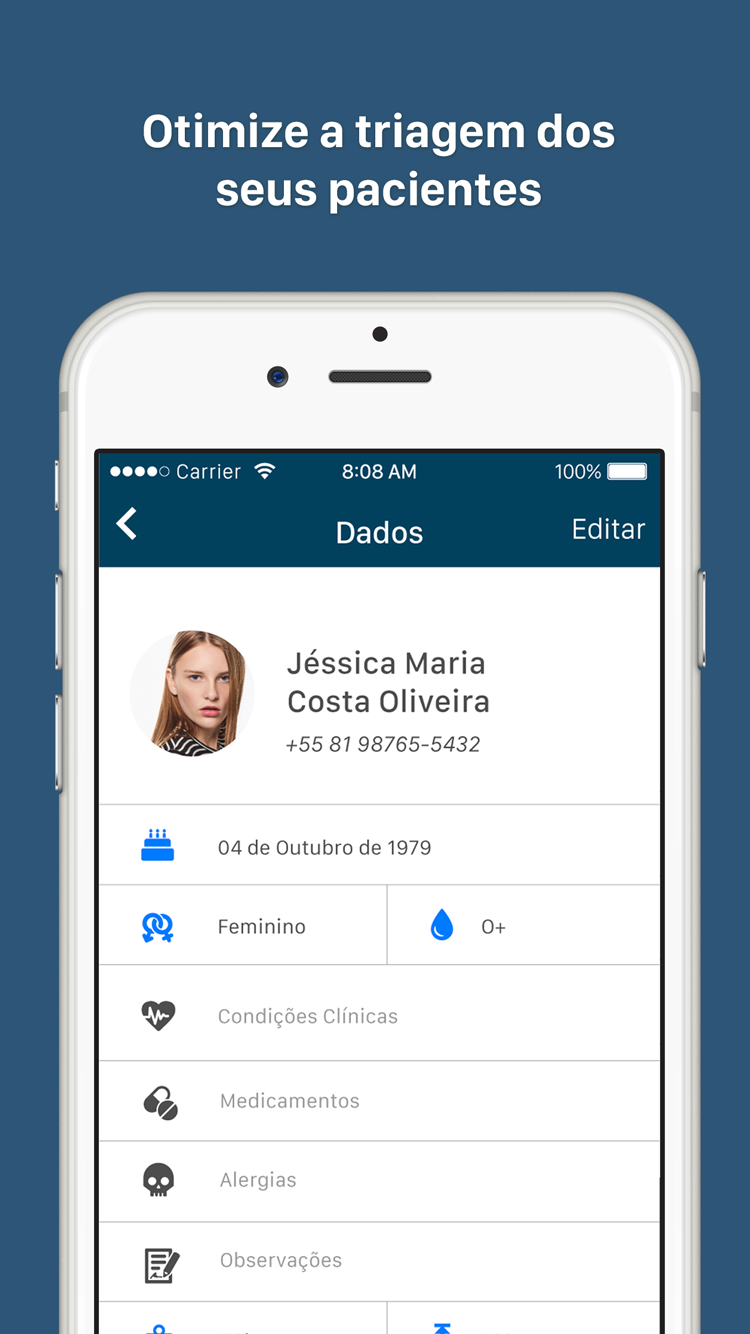 Otimize a triagem dos
seus pacientes
Carrier 8:08 AM 100%
Dados Editar
Jéssica Maria
Costa Oliveira
+55 81 98765-5432
04 de Outubro de 1979
Feminino O+
Condições Clínicas
Medicamentos
Alergias
Observações